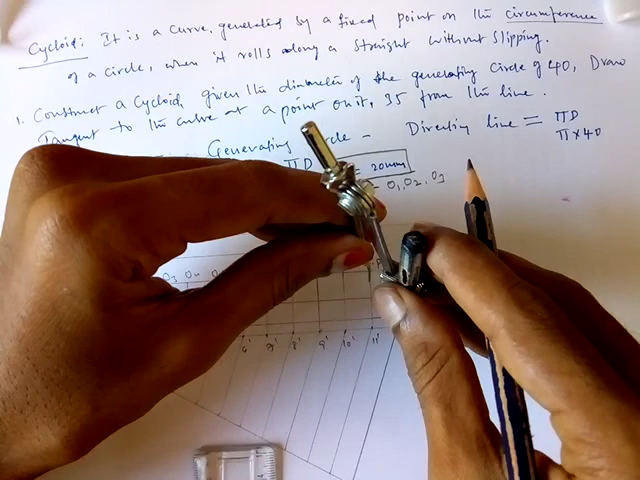 Cycloid: It is a curve generated by a fixed point on the circumference
of a circle, when it rolls along a straight without slipping.
1. Construct a cycloid given the diameter of the generating circle of 40, Draw
Tangent to the curve at a point on it, 35 from the line.
Generating circle - Directing line = πD
π×40
πD = 20mm
O1, O2, O3
O3 O4
6' 7' 8' 9' 10' 11'